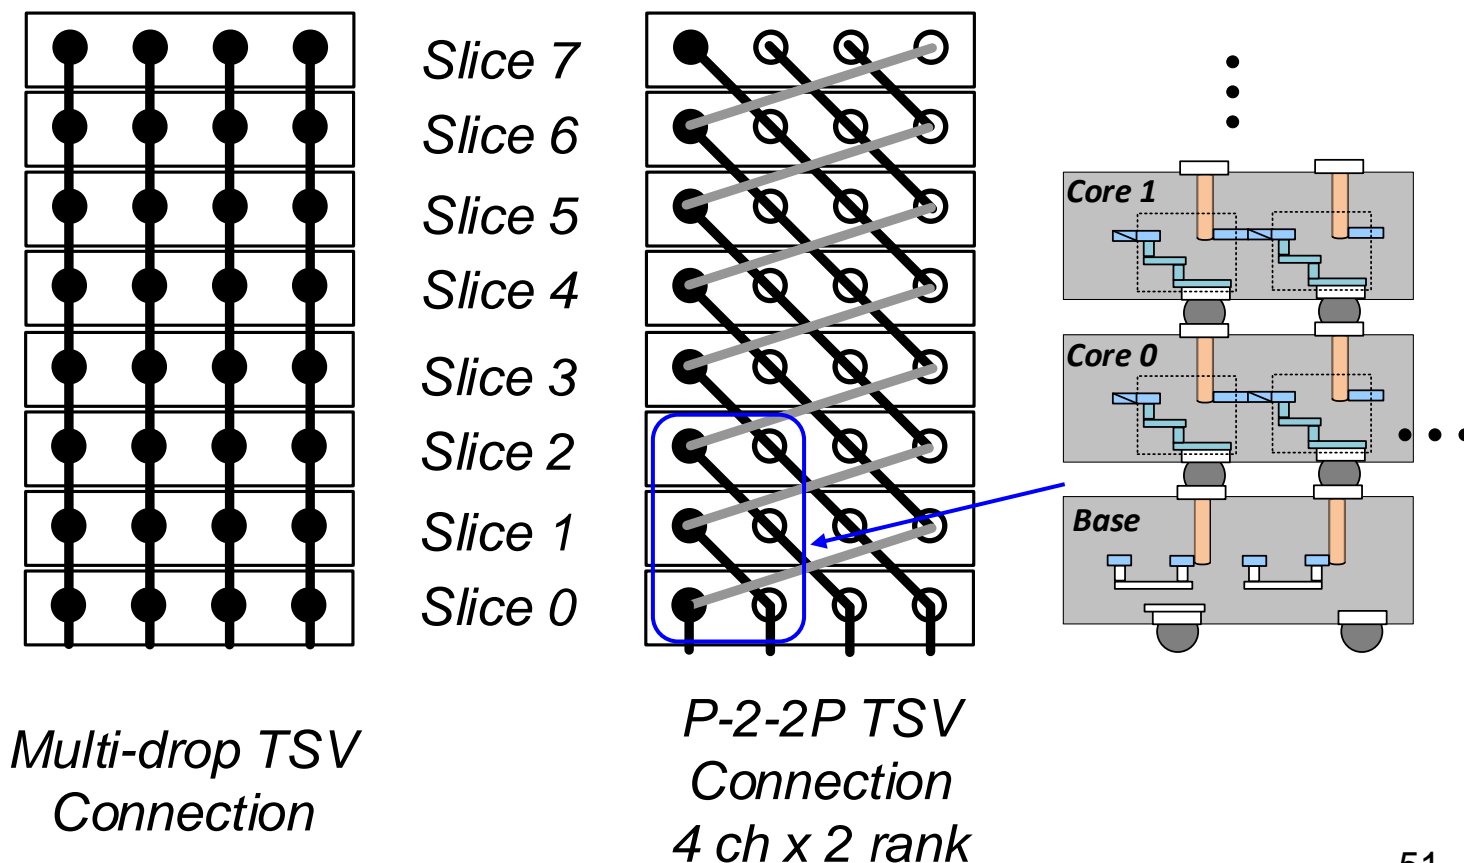 Slice 7
Slice 6
Slice 5
Slice 4
Slice 3
Slice 2
Slice 1
Slice 0
Core 1
Core 0
Base
Multi-drop TSV
Connection
P-2-2P TSV
Connection
4 ch x 2 rank
51